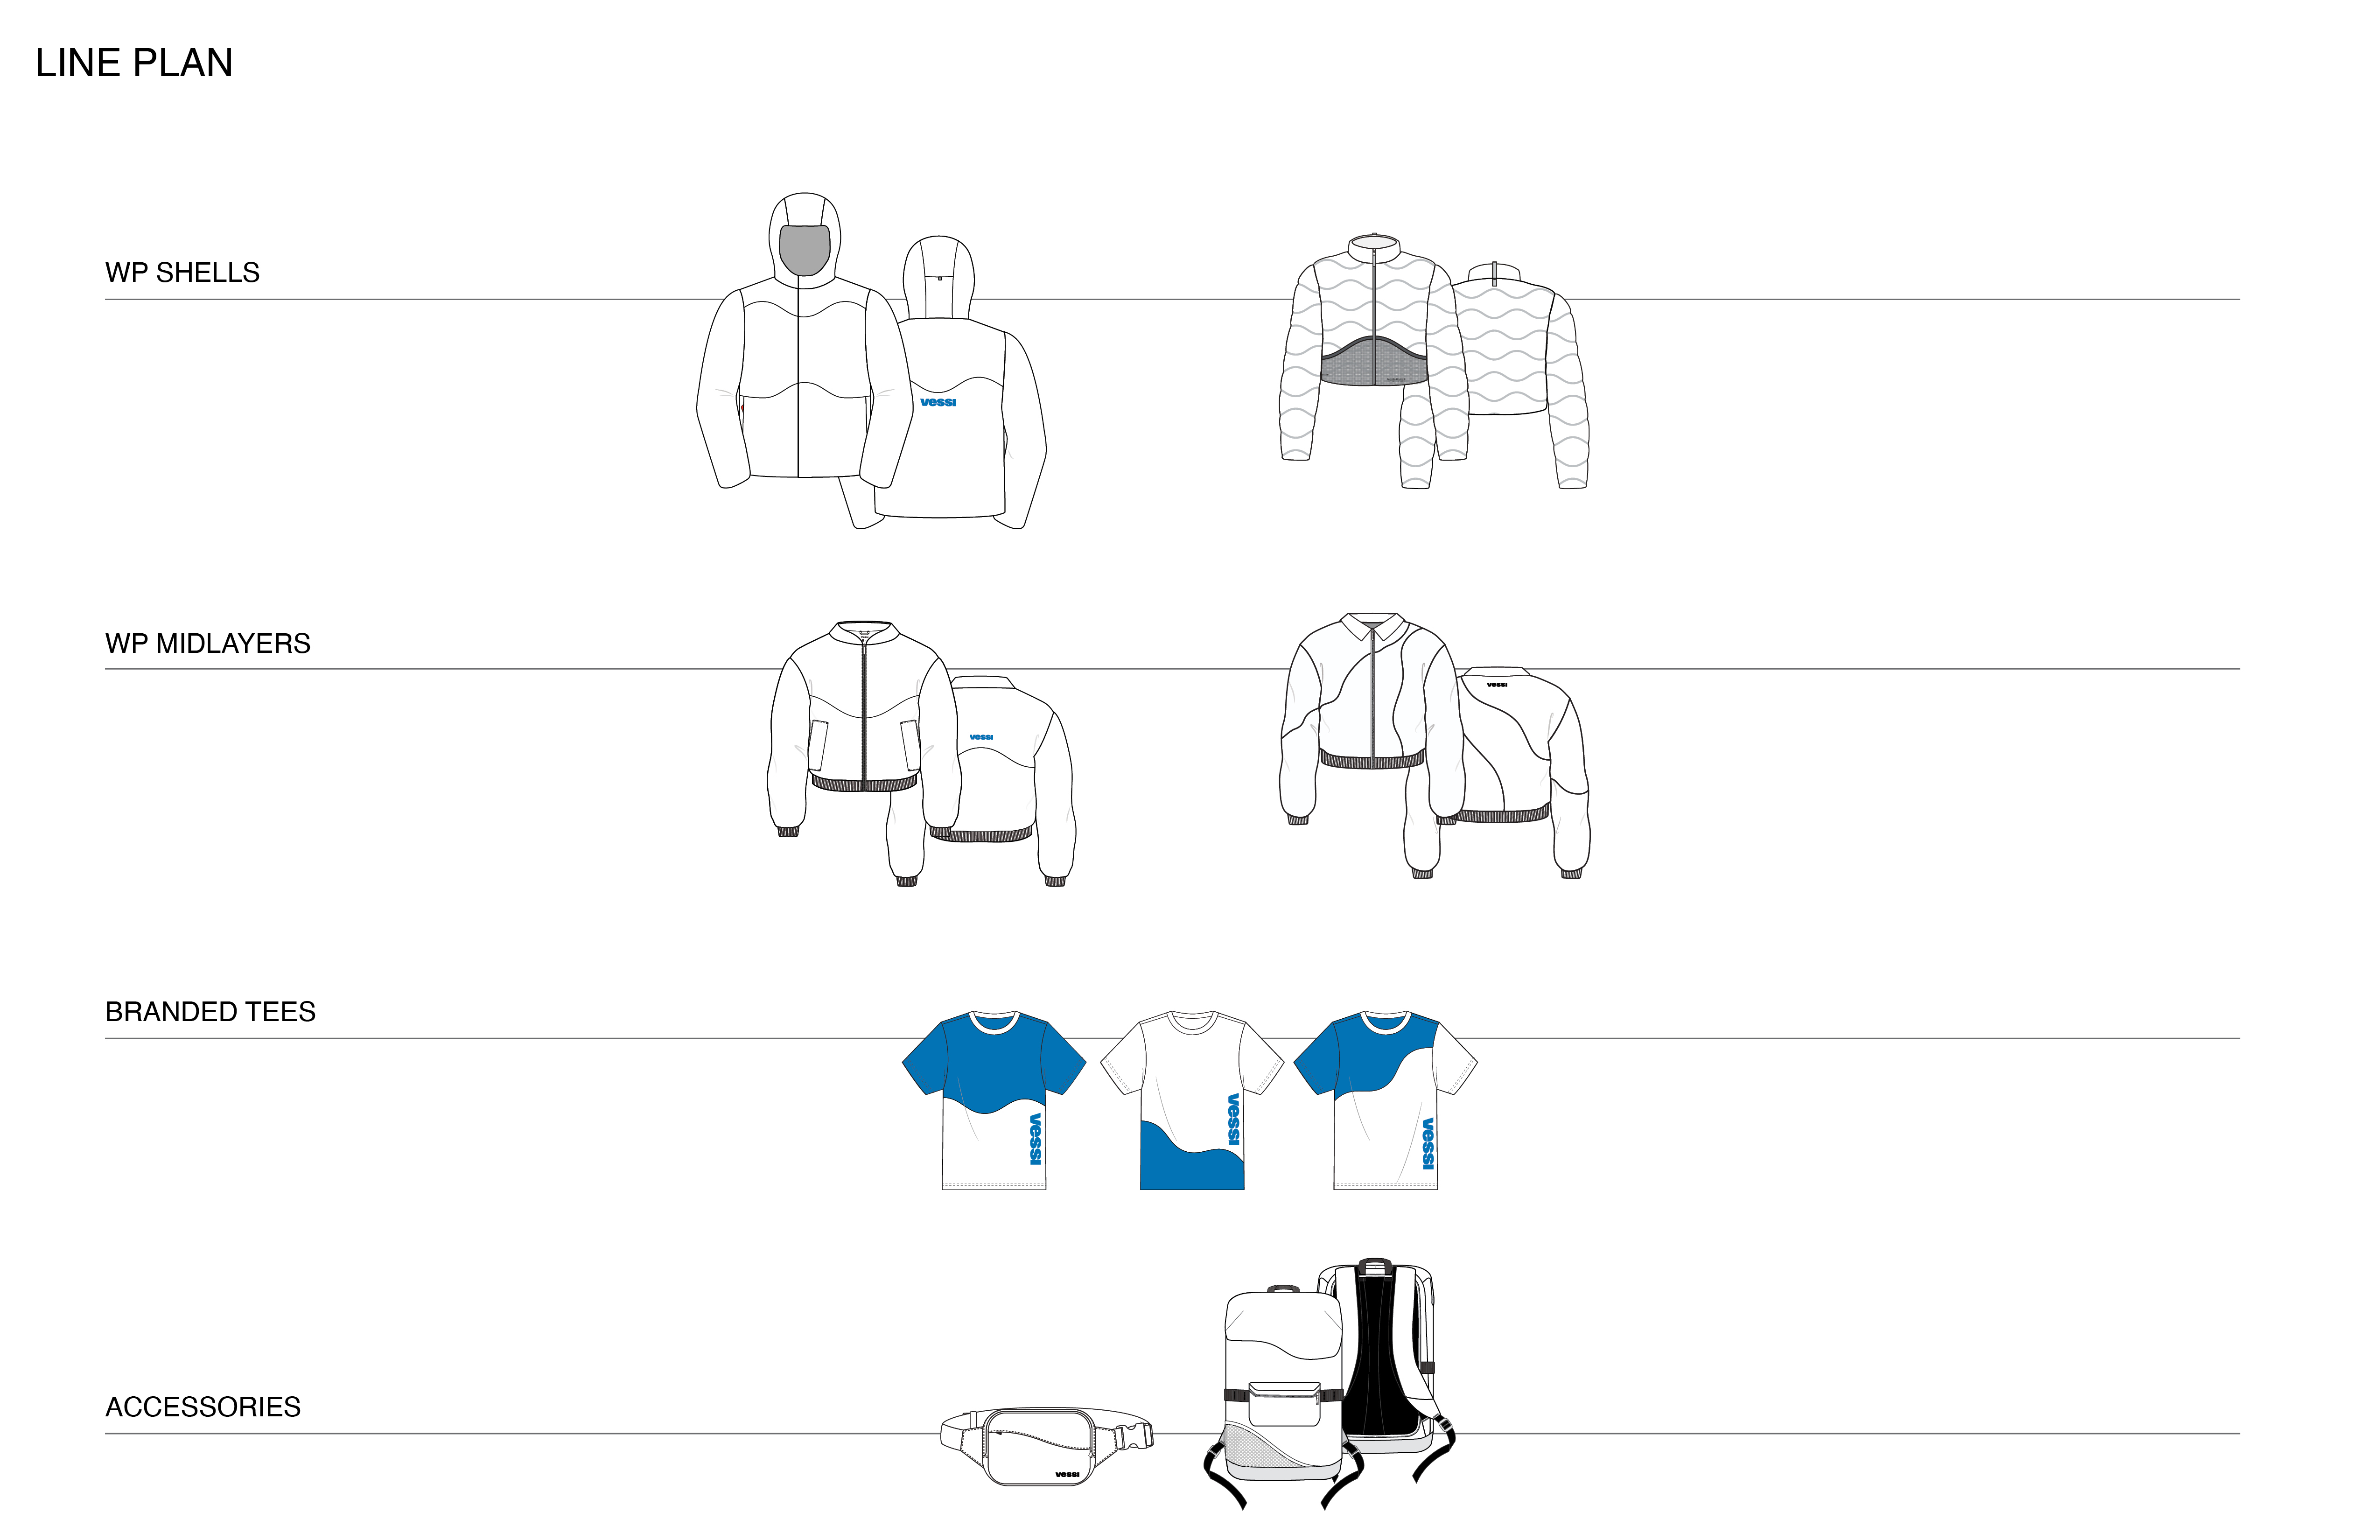 LINE PLAN
WP SHELLS
vessi
vessi
WP MIDLAYERS
vessi
vessi
BRANDED TEES
vessi
vessi
vessi
ACCESSORIES
vessi